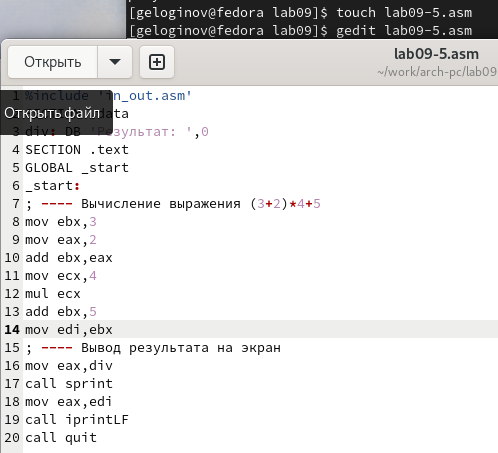 [geloginov@fedora lab09]$ touch lab09-5.asm
[geloginov@fedora lab09]$ gedit lab09-5.asm
Открыть
lab09-5.asm
~/work/arch-pc/lab09
1 %include 'in_out.asm'
Открыть файл
data
3 div: DB 'Результат: ',0
4 SECTION .text
5 GLOBAL _start
6 _start:
7 ; ---- Вычисление выражения (3+2)*4+5
8 mov ebx,3
9 mov eax,2
10 add ebx,eax
11 mov ecx,4
12 mul ecx
13 add ebx,5
14 mov edi,ebx
15 ; ---- Вывод результата на экран
16 mov eax,div
17 call sprint
18 mov eax,edi
19 call iprintLF
20 call quit